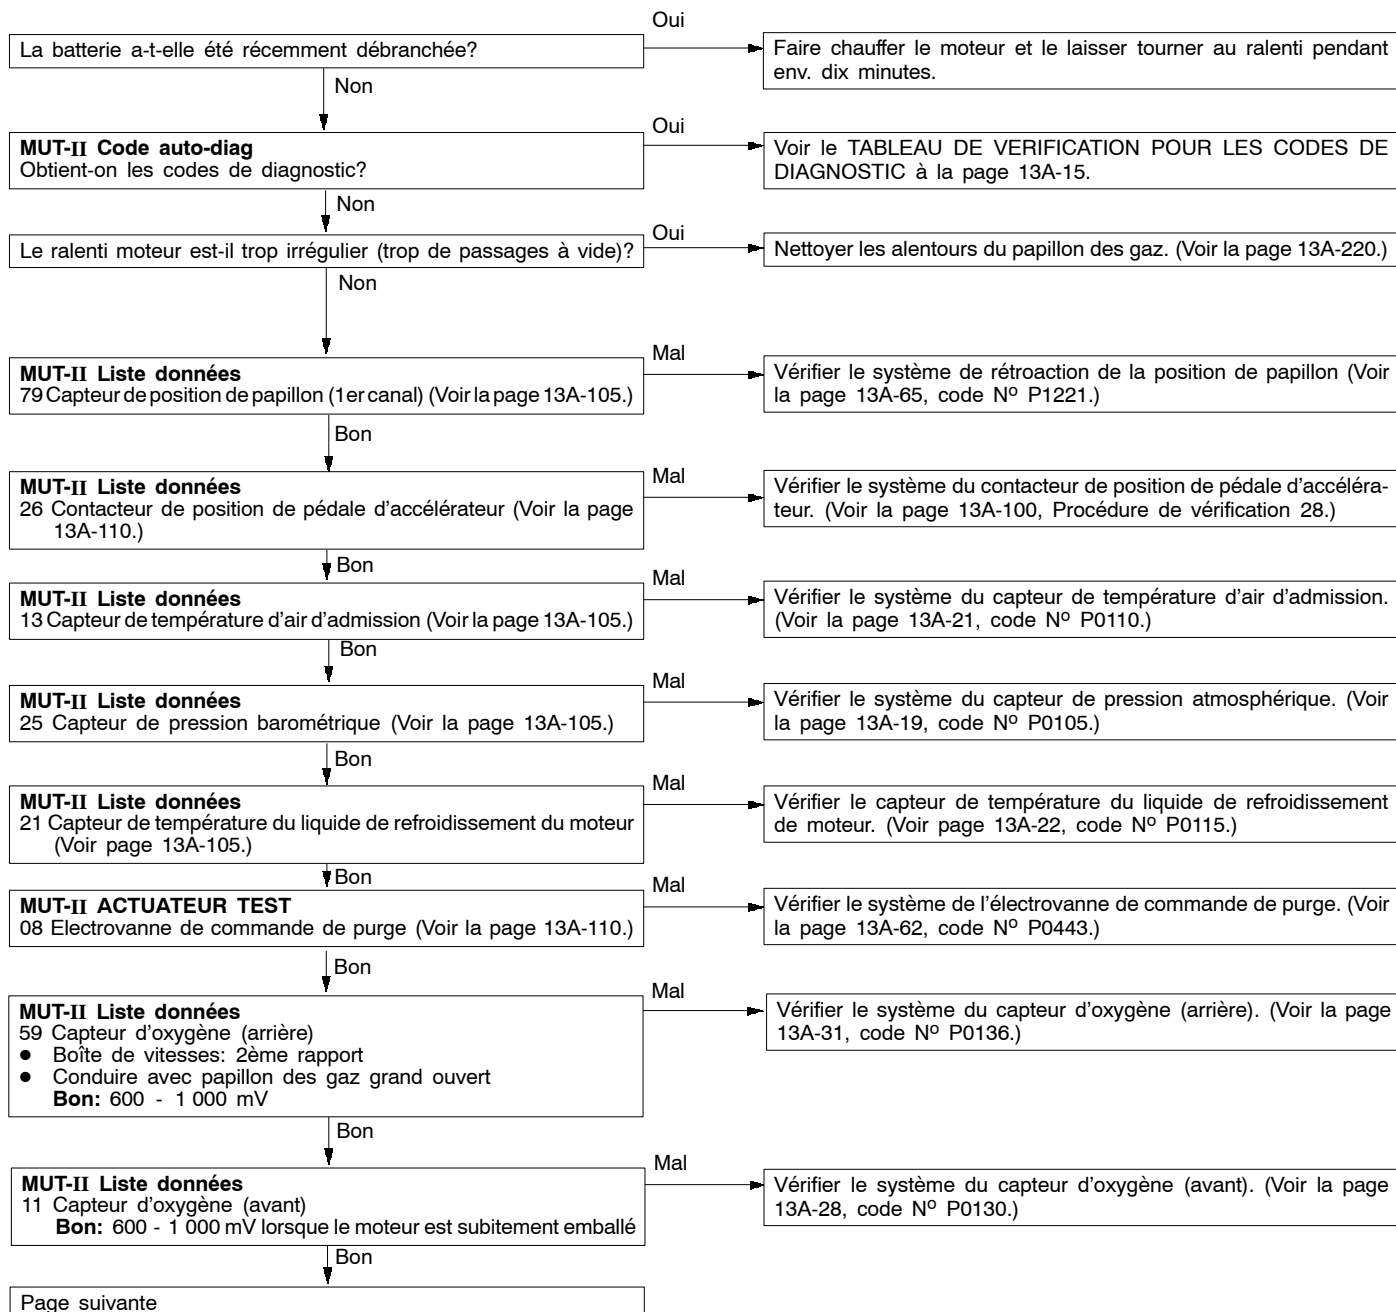 Oui
La batterie a-t-elle été récemment débranchée?
Faire chauffer le moteur et le laisser tourner au ralenti pendant
env. dix minutes.
Non
Oui
MUT-II Code auto-diag
Obtient-on les codes de diagnostic?
Voir le TABLEAU DE VERIFICATION POUR LES CODES DE
DIAGNOSTIC à la page 13A-15.
Non
Oui
Le ralenti moteur est-il trop irrégulier (trop de passages à vide)?
Nettoyer les alentours du papillon des gaz. (Voir la page 13A-220.)
Non
Mal
MUT-II Liste données
79 Capteur de position de papillon (1er canal) (Voir la page 13A-105.)
Vérifier le système de rétroaction de la position de papillon (Voir
la page 13A-65, code Nº P1221.)
Bon
Mal
MUT-II Liste données
26 Contacteur de position de pédale d'accélérateur (Voir la page
13A-110.)
Vérifier le système du contacteur de position de pédale d'accéléra-
teur. (Voir la page 13A-100, Procédure de vérification 28.)
Bon
Mal
MUT-II Liste données
13 Capteur de température d'air d'admission (Voir la page 13A-105.)
Vérifier le système du capteur de température d'air d'admission.
(Voir la page 13A-21, code Nº P0110.)
Bon
Mal
MUT-II Liste données
25 Capteur de pression barométrique (Voir la page 13A-105.)
Vérifier le système du capteur de pression atmosphérique. (Voir
la page 13A-19, code Nº P0105.)
Bon
Mal
MUT-II Liste données
21 Capteur de température du liquide de refroidissement du moteur
(Voir page 13A-105.)
Vérifier le capteur de température du liquide de refroidissement
de moteur. (Voir page 13A-22, code Nº P0115.)
Bon
Mal
MUT-II ACTUATEUR TEST
08 Electrovanne de commande de purge (Voir la page 13A-110.)
Vérifier le système de l'électrovanne de commande de purge. (Voir
la page 13A-62, code Nº P0443.)
Bon
Mal
MUT-II Liste données
59 Capteur d'oxygène (arrière)
● Boîte de vitesses: 2ème rapport
● Conduire avec papillon des gaz grand ouvert
Bon: 600 - 1 000 mV
Vérifier le système du capteur d'oxygène (arrière). (Voir la page
13A-31, code Nº P0136.)
Bon
Mal
MUT-II Liste données
11 Capteur d'oxygène (avant)
Bon: 600 - 1 000 mV lorsque le moteur est subitement emballé
Vérifier le système du capteur d'oxygène (avant). (Voir la page
13A-28, code Nº P0130.)
Bon
Page suivante